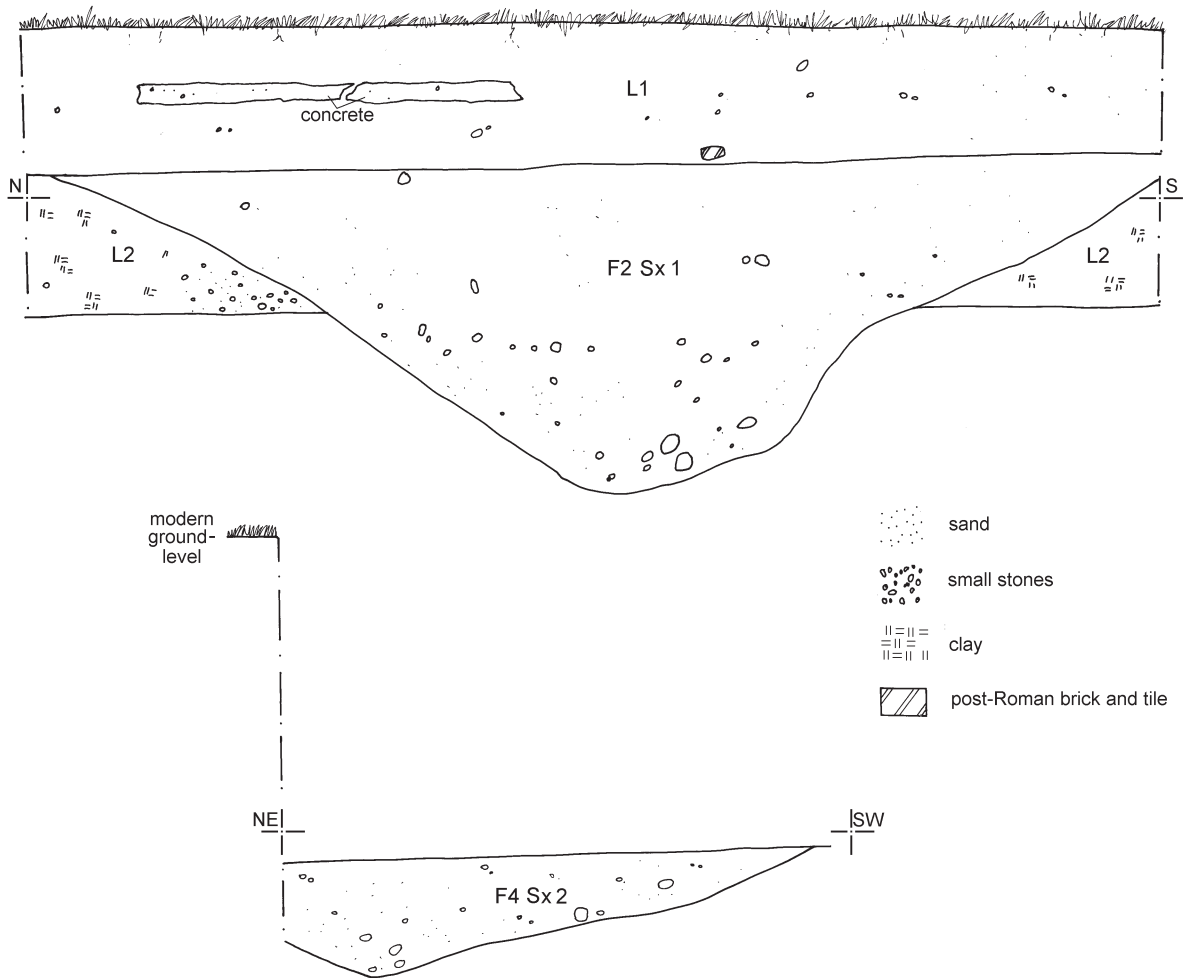 L1
concrete
N
S
L2
L2
F2 Sx 1
modern
ground-
level
sand
small stones
clay
post-Roman brick and tile
NE
SW
F4 Sx 2